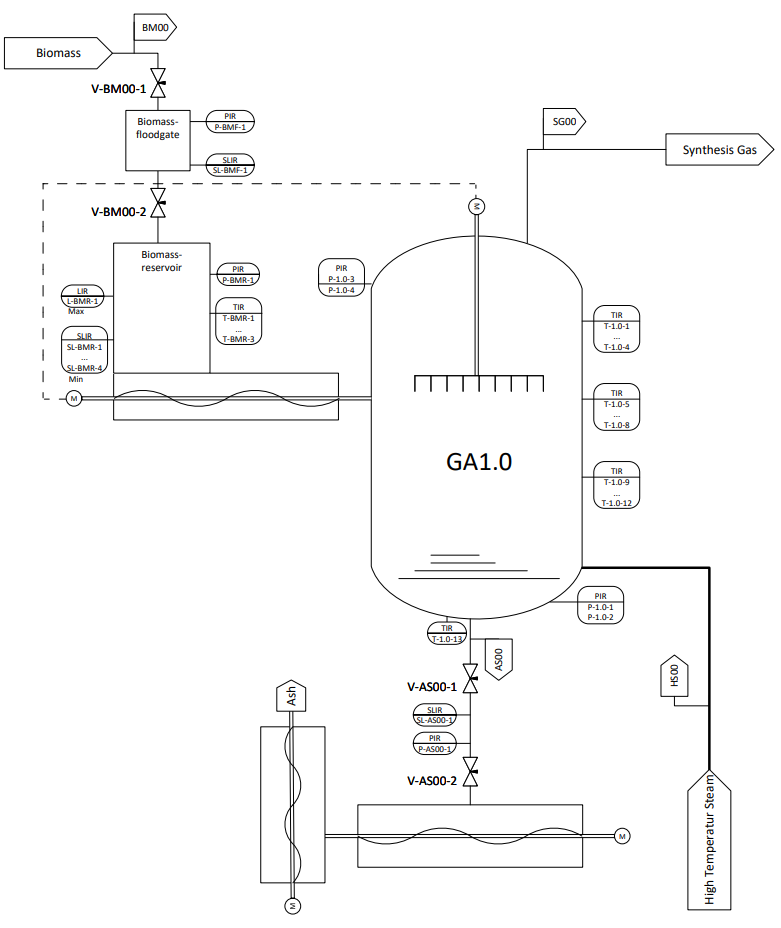 BM00
Biomass
V-BM00-1
Biomass-
floodgate
PIR
P-BMF-1
SLIR
SL-BMF-1
SG00
Synthesis Gas
V-BM00-2
M
Biomass-
reservoir
PIR
P-BMR-1
LIR
L-BMR-1
Max
TIR
T-BMR-1
...
T-BMR-3
SLIR
SL-BMR-1
...
SL-BMR-4
Min
M
PIR
P-1.0-3
P-1.0-4
TIR
T-1.0-1
...
T-1.0-4
TIR
T-1.0-5
...
T-1.0-8
GA1.0
TIR
T-1.0-9
...
T-1.0-12
PIR
P-1.0-1
P-1.0-2
TIR
T-1.0-13
AS00
V-AS00-1
HS00
Ash
SLIR
SL-AS00-1
PIR
P-AS00-1
V-AS00-2
M
High Temperatur Steam
M